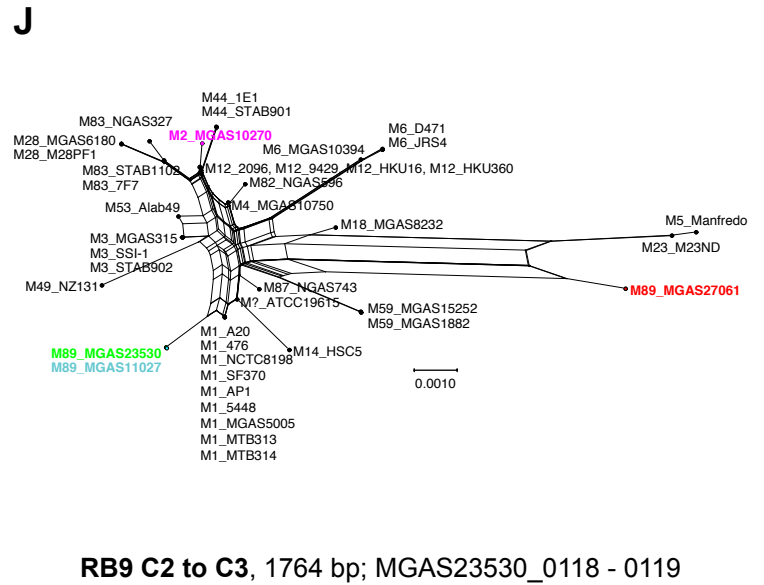 J
M44_1E1
M44_STAB901
M83_NGAS327
M2_MGAS10270
M28_MGAS6180
M28_M28PF1
M6_D471
M6_JRS4
M6_MGAS10394
M83_STAB1102
M83_7F7
M12_2096, M12_9429, M12_HKU16, M12_HKU360
M82_NGAS596
M53_Alab49
M4_MGAS10750
M18_MGAS8232
M5_Manfredo
M23_M23ND
M3_MGAS315
M3_SSI-1
M3_STAB902
M49_NZ131
M87_NGAS743
M89_MGAS27061
M?_ATCC19615
M59_MGAS15252
M59_MGAS1882
M89_MGAS23530
M89_MGAS11027
M14_HSC5
M1_A20
M1_476
M1_NCTC8198
M1_SF370
M1_AP1
M1_5448
M1_MGAS5005
M1_MTB313
M1_MTB314
0.0010
RB9 C2 to C3, 1764 bp; MGAS23530_0118 - 0119